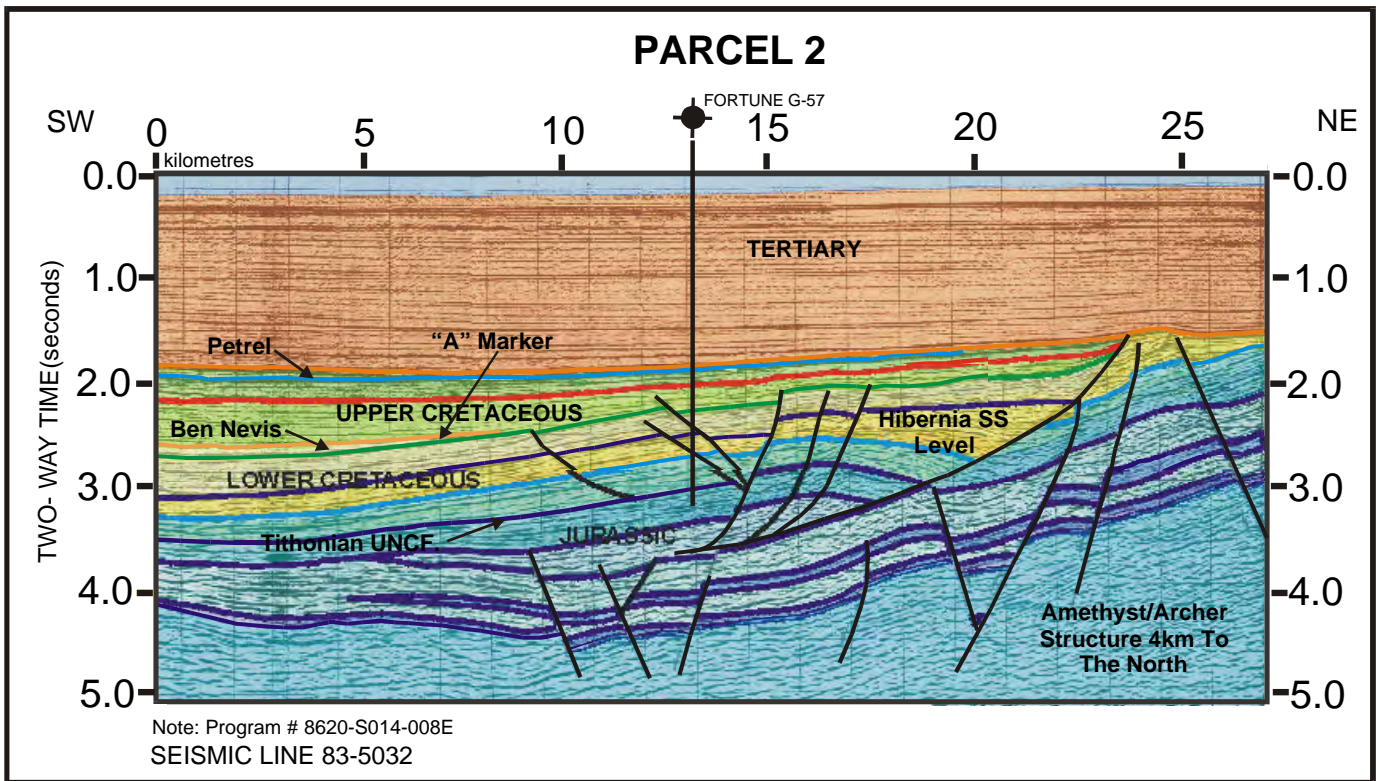 PARCEL 2
FORTUNE G-57
SW
0
5
10
15
20
25
NE
kilometres
0.0
0.0
TERTIARY
1.0
1.0
TWO- WAY TIME(seconds)
Petrel
“A” Marker
2.0
2.0
UPPER CRETACEOUS
Ben Nevis
Hibernia SS
Level
LOWER CRETACEOUS
3.0
3.0
Tithonian UNCF.
JURASSIC
4.0
4.0
Amethyst/Archer
Structure 4km To
The North
5.0
5.0
Note: Program # 8620-S014-008E
SEISMIC LINE 83-5032